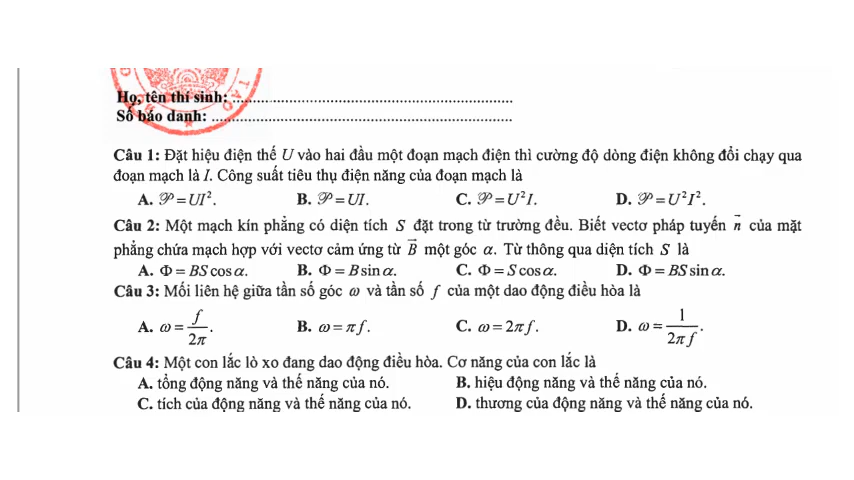 Họ, tên thí sinh: ......................................................................
Số báo danh: ..........................................................................
Câu 1: Đặt hiệu điện thế U vào hai đầu một đoạn mạch điện thì cường độ dòng điện không đổi chạy qua
đoạn mạch là I. Công suất tiêu thụ điện năng của đoạn mạch là
A. 𝒫 = UI². B. 𝒫 = UI. C. 𝒫 = U²I. D. 𝒫 = U²I².
Câu 2: Một mạch kín phẳng có diện tích S đặt trong từ trường đều. Biết vectơ pháp tuyến n⃗ của mặt
phẳng chứa mạch hợp với vectơ cảm ứng từ B⃗ một góc α. Từ thông qua diện tích S là
A. Φ = BS cos α. B. Φ = B sin α. C. Φ = S cos α. D. Φ = BS sin α.
Câu 3: Mối liên hệ giữa tần số góc ω và tần số f của một dao động điều hòa là
A. ω = f/2π. B. ω = πf. C. ω = 2πf. D. ω = 1/2πf.
Câu 4: Một con lắc lò xo đang dao động điều hòa. Cơ năng của con lắc là
A. tổng động năng và thế năng của nó. B. hiệu động năng và thế năng của nó.
C. tích của động năng và thế năng của nó. D. thương của động năng và thế năng của nó.